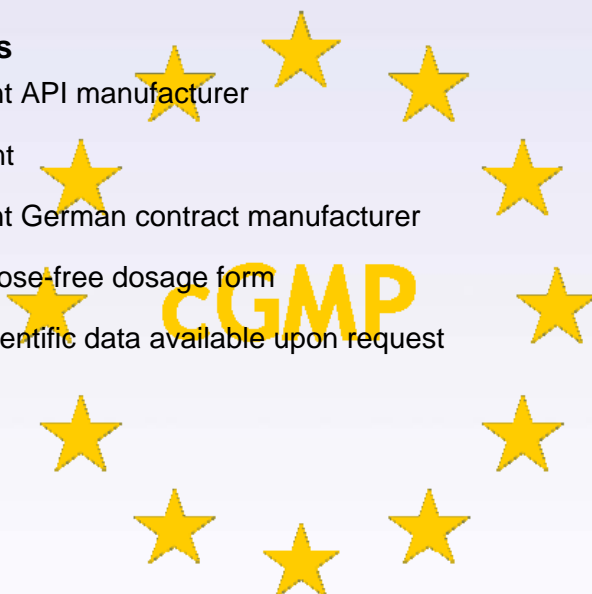 s
nt API manufacturer
nt
nt German contract manufacturer
ose-free dosage form
cGMP
entific data available upon request